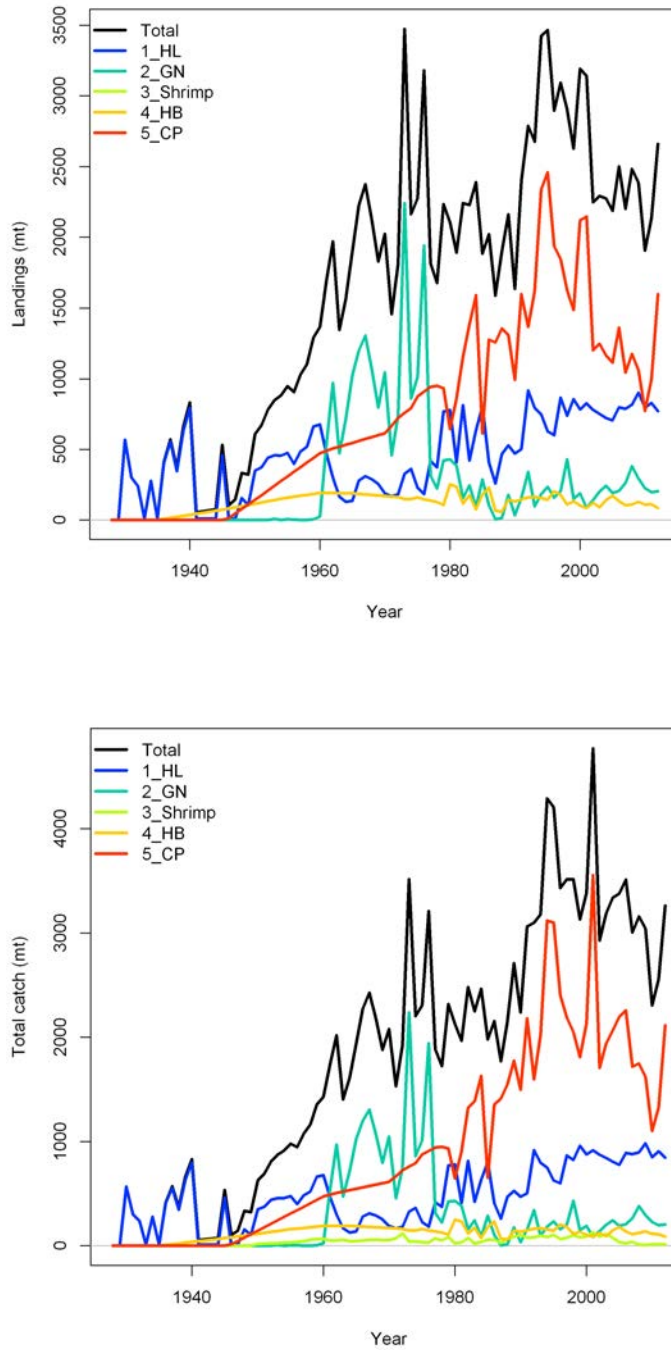 3500
3000
2500
2000
1500
1000
500
0
Landings (mt)
Total
1_HL
2_GN
3_Shrimp
4_HB
5_CP
1940 1960 1980 2000
Year
4000
3000
2000
1000
0
Total catch (mt)
Total
1_HL
2_GN
3_Shrimp
4_HB
5_CP
1940 1960 1980 2000
Year